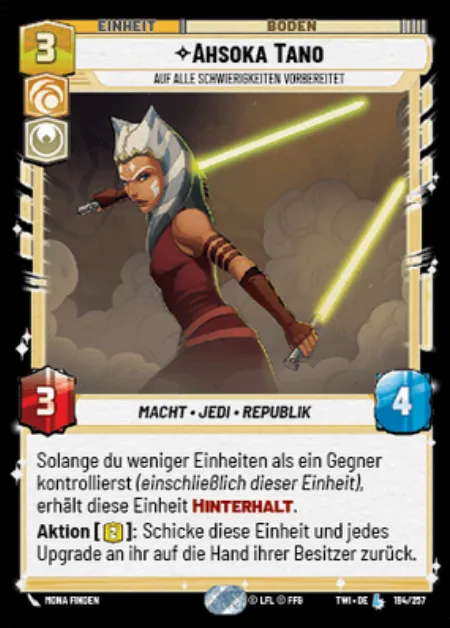 EINHEIT
BODEN
3
AHSOKA TANO
AUF ALLE SCHWIERIGKEITEN VORBEREITET
3
4
MACHT • JEDI • REPUBLIK
Solange du weniger Einheiten als ein Gegner
kontrollierst (einschließlich dieser Einheit),
erhält diese Einheit HINTERHALT.
Aktion [2]: Schicke diese Einheit und jedes
Upgrade an ihr auf die Hand ihrer Besitzer zurück.
MONA FINDEN
© LFL © FFG
TWI • DE L 194/257